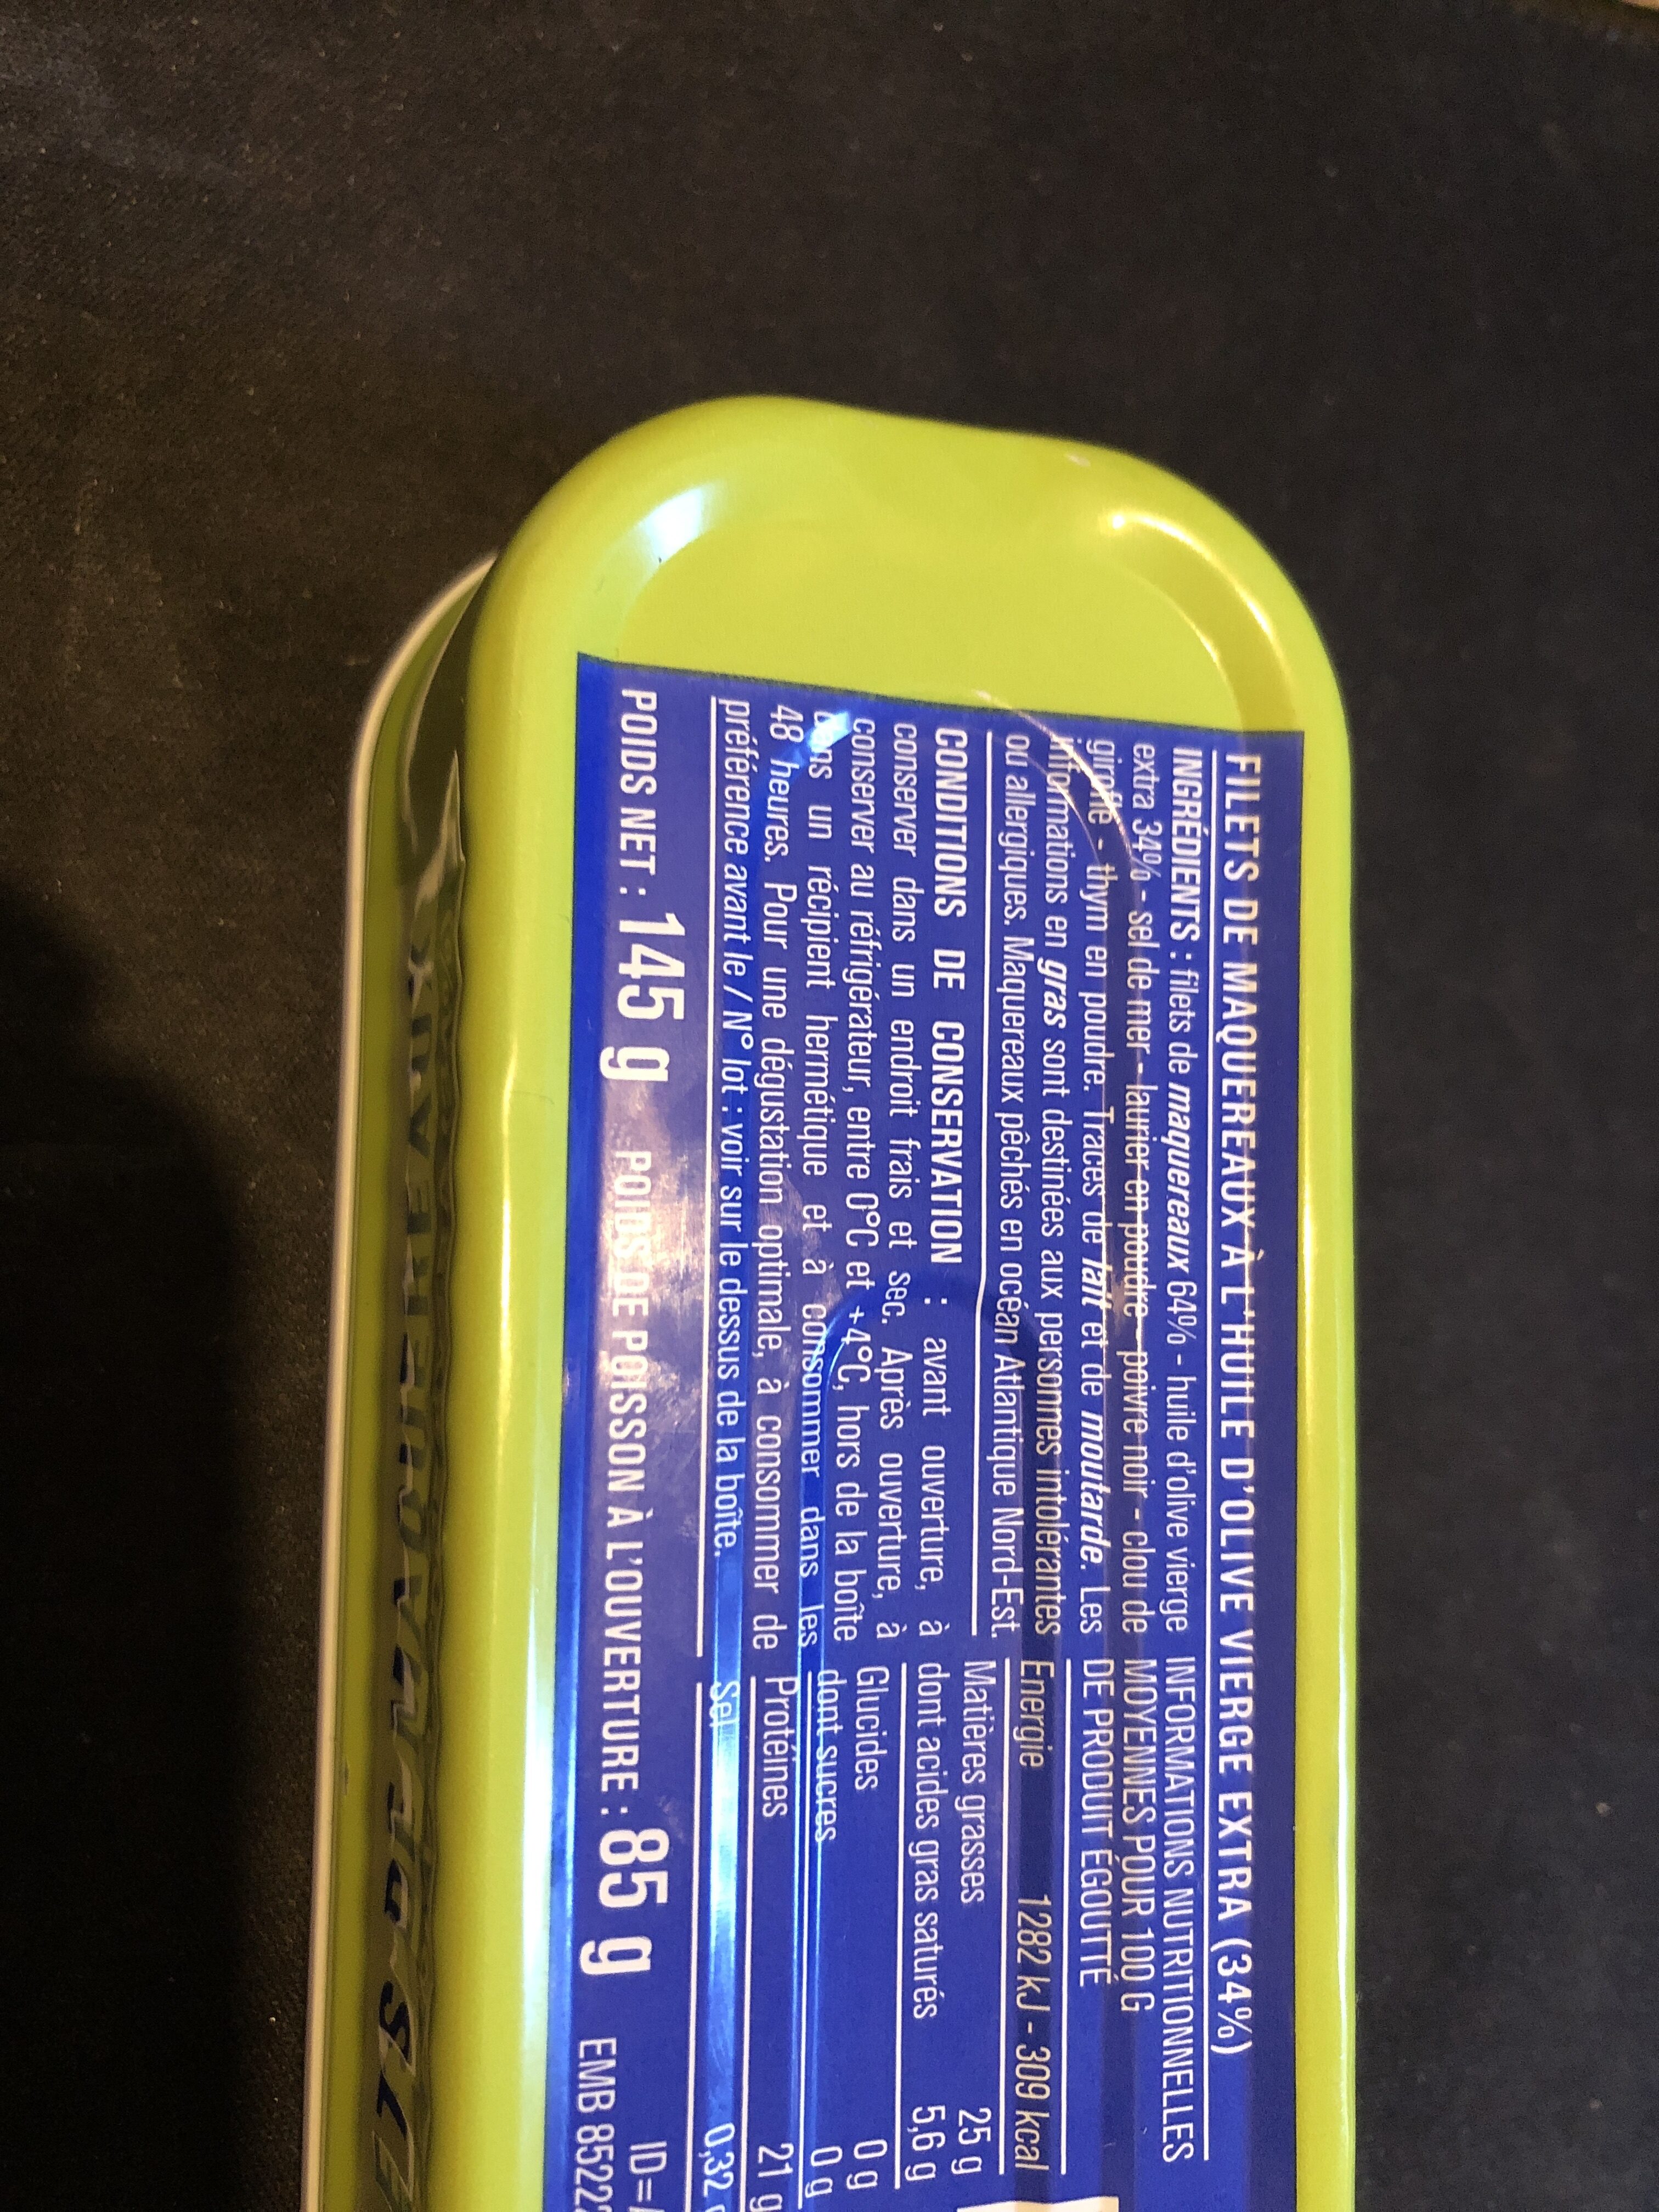 FILETS DE MAQUEREAUX À L'HUILE D'OLIVE VIERGE EXTRA (34%)
INGRÉDIENTS : filets de maquereaux 64% - huile d'olive vierge
extra 34% - sel de mer - laurier en poudre - poivre noir - clou de
girofle - thym en poudre. Traces de lait et de moutarde. Les
informations en gras sont destinées aux personnes intolérantes
ou allergiques. Maquereaux pêchés en océan Atlantique Nord-Est.
CONDITIONS DE CONSERVATION : avant ouverture, à
conserver dans un endroit frais et sec. Après ouverture, à
conserver au réfrigérateur, entre 0°C et +4°C, hors de la boîte
dans un récipient hermétique et à consommer dans les
48 heures. Pour une dégustation optimale, à consommer de
préférence avant le / N° lot : voir sur le dessus de la boîte.
INFORMATIONS NUTRITIONNELLES
MOYENNES POUR 100 G
DE PRODUIT ÉGOUTTÉ
Energie 1282 kJ - 309 kcal
Matières grasses 25 g
dont acides gras saturés 5,6 g
Glucides 0 g
dont sucres 0 g
Protéines 21 g
Sel 0,32
POIDS NET : 145 g POIDS DE POISSON À L'OUVERTURE : 85 g
ID =
EMB 8522